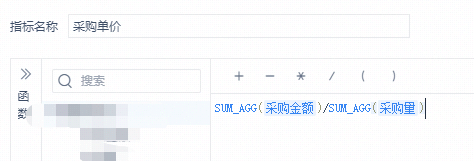 指标名称 采购单价
搜索 + - * / ( )
函数
SUM_AGG(采购金额)/SUM_AGG(采购量)